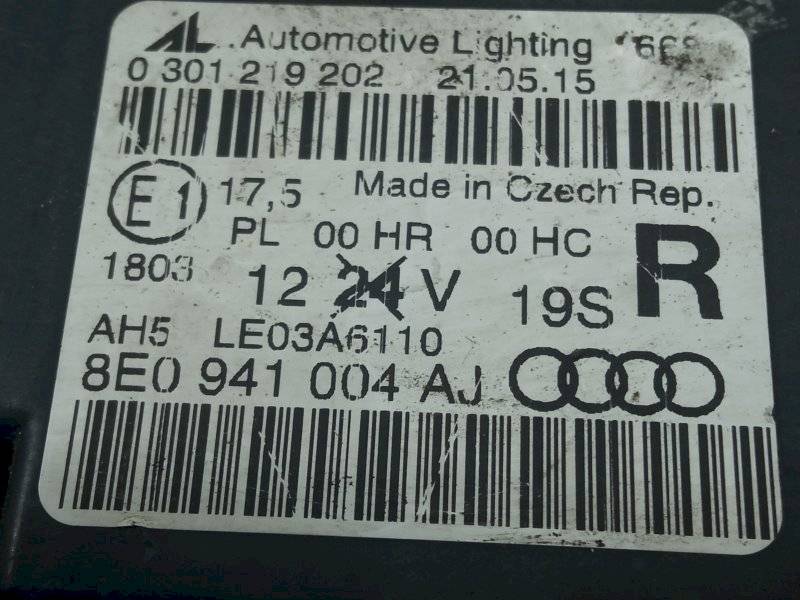 AL Automotive Lighting
0 301 219 202 21.05.15
E1 17,5 Made in Czech Rep.
PL 00 HR 00 HC R
1803 12 24 V 19S
AH5 LE03A6110
8E0 941 004 AJ